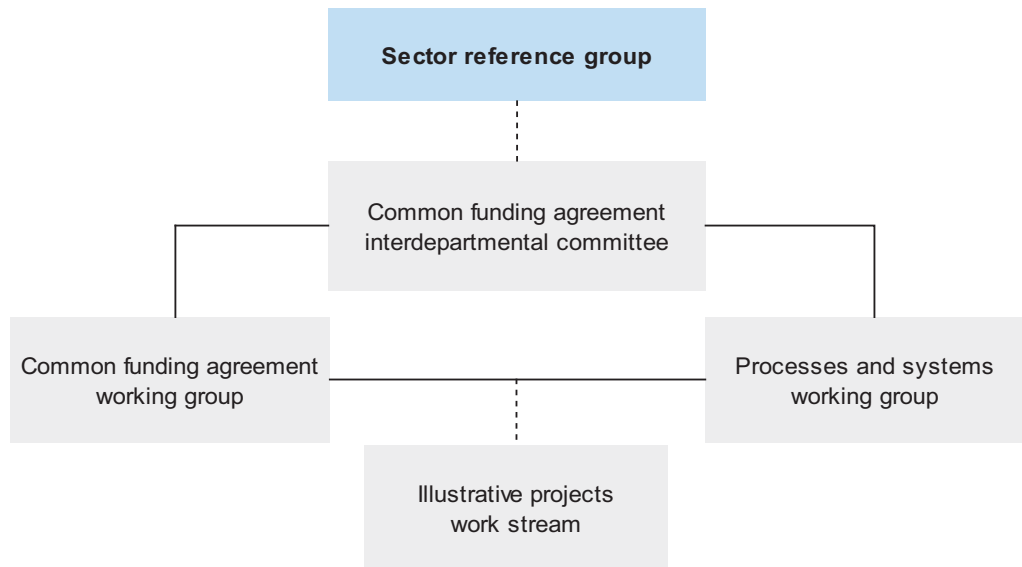 Sector reference group
Common funding agreement
interdepartmental committee
Common funding agreement
working group
Processes and systems
working group
Illustrative projects
work stream